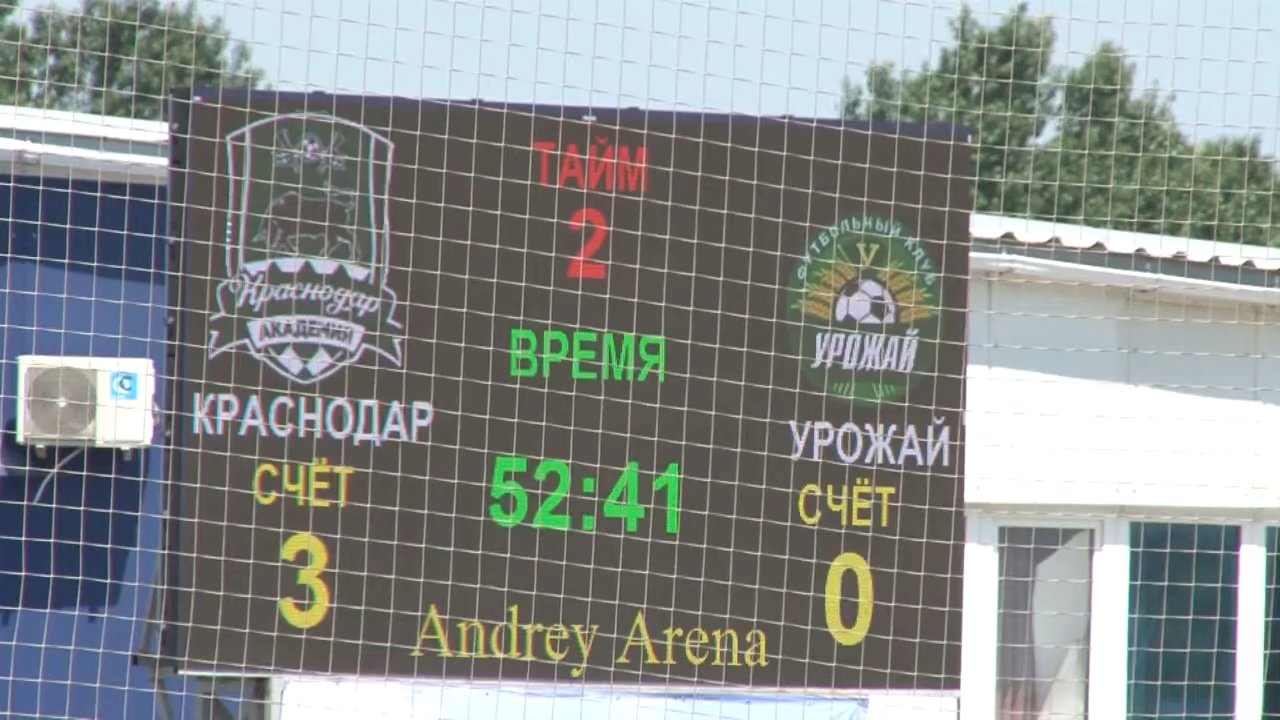 ТАЙМ
2
Краснодар
АКАДЕМИЯ
ФУТБОЛЬНЫЙ КЛУБ
УРОЖАЙ
ВРЕМЯ
КРАСНОДАР
УРОЖАЙ
СЧЁТ
52:41
СЧЁТ
3
0
Andrey Arena